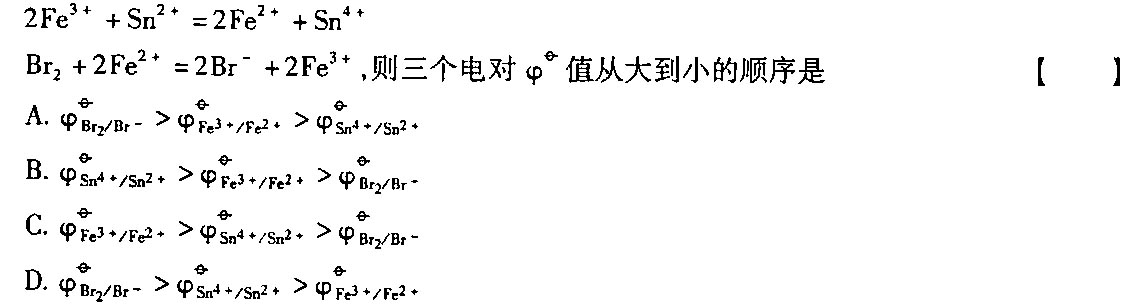 2Fe³⁺ + Sn²⁺ = 2Fe²⁺ + Sn⁴⁺
Br₂ + 2Fe²⁺ = 2Br⁻ + 2Fe³⁺ ,则三个电对 φ^⦵ 值从大到小的顺序是 【 】
A. φ^⦵_{Br₂/Br⁻} > φ^⦵_{Fe³⁺/Fe²⁺} > φ^⦵_{Sn⁴⁺/Sn²⁺}
B. φ^⦵_{Sn⁴⁺/Sn²⁺} > φ^⦵_{Fe³⁺/Fe²⁺} > φ^⦵_{Br₂/Br⁻}
C. φ^⦵_{Fe³⁺/Fe²⁺} > φ^⦵_{Sn⁴⁺/Sn²⁺} > φ^⦵_{Br₂/Br⁻}
D. φ^⦵_{Br₂/Br⁻} > φ^⦵_{Sn⁴⁺/Sn²⁺} > φ^⦵_{Fe³⁺/Fe²⁺}